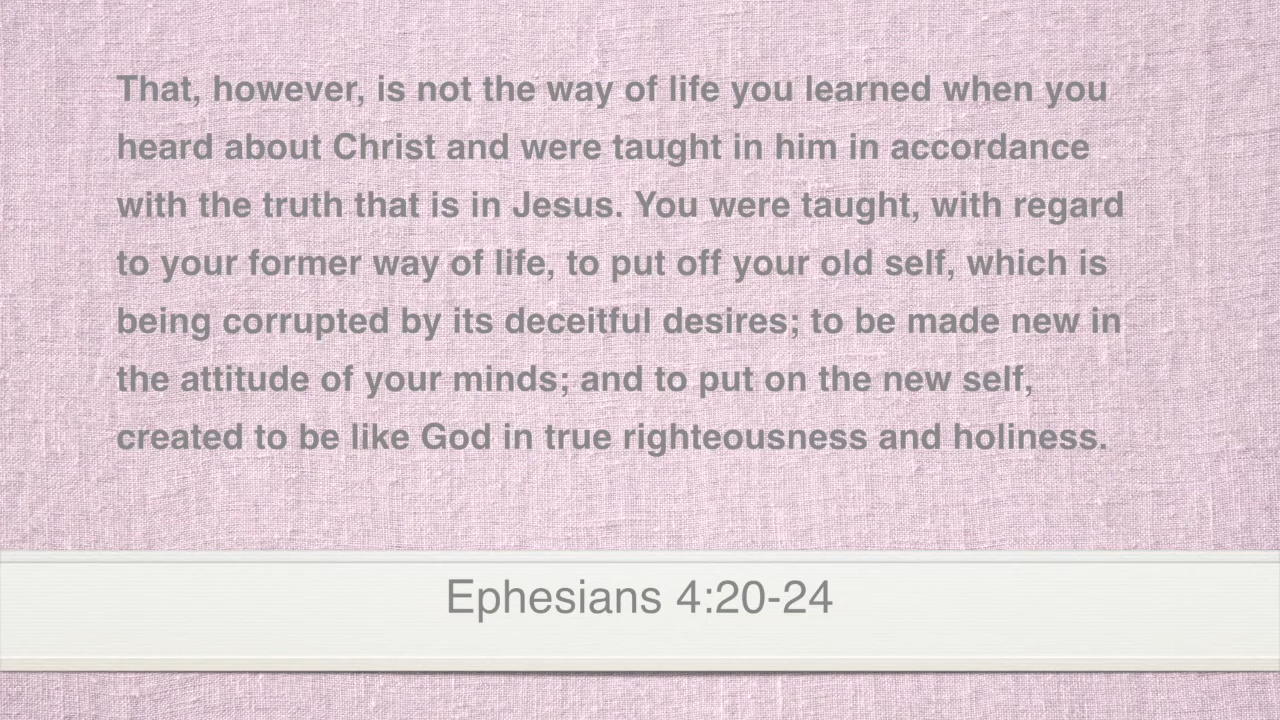 That, however, is not the way of life you learned when you
heard about Christ and were taught in him in accordance
with the truth that is in Jesus. You were taught, with regard
to your former way of life, to put off your old self, which is
being corrupted by its deceitful desires; to be made new in
the attitude of your minds; and to put on the new self,
created to be like God in true righteousness and holiness.
Ephesians 4:20-24